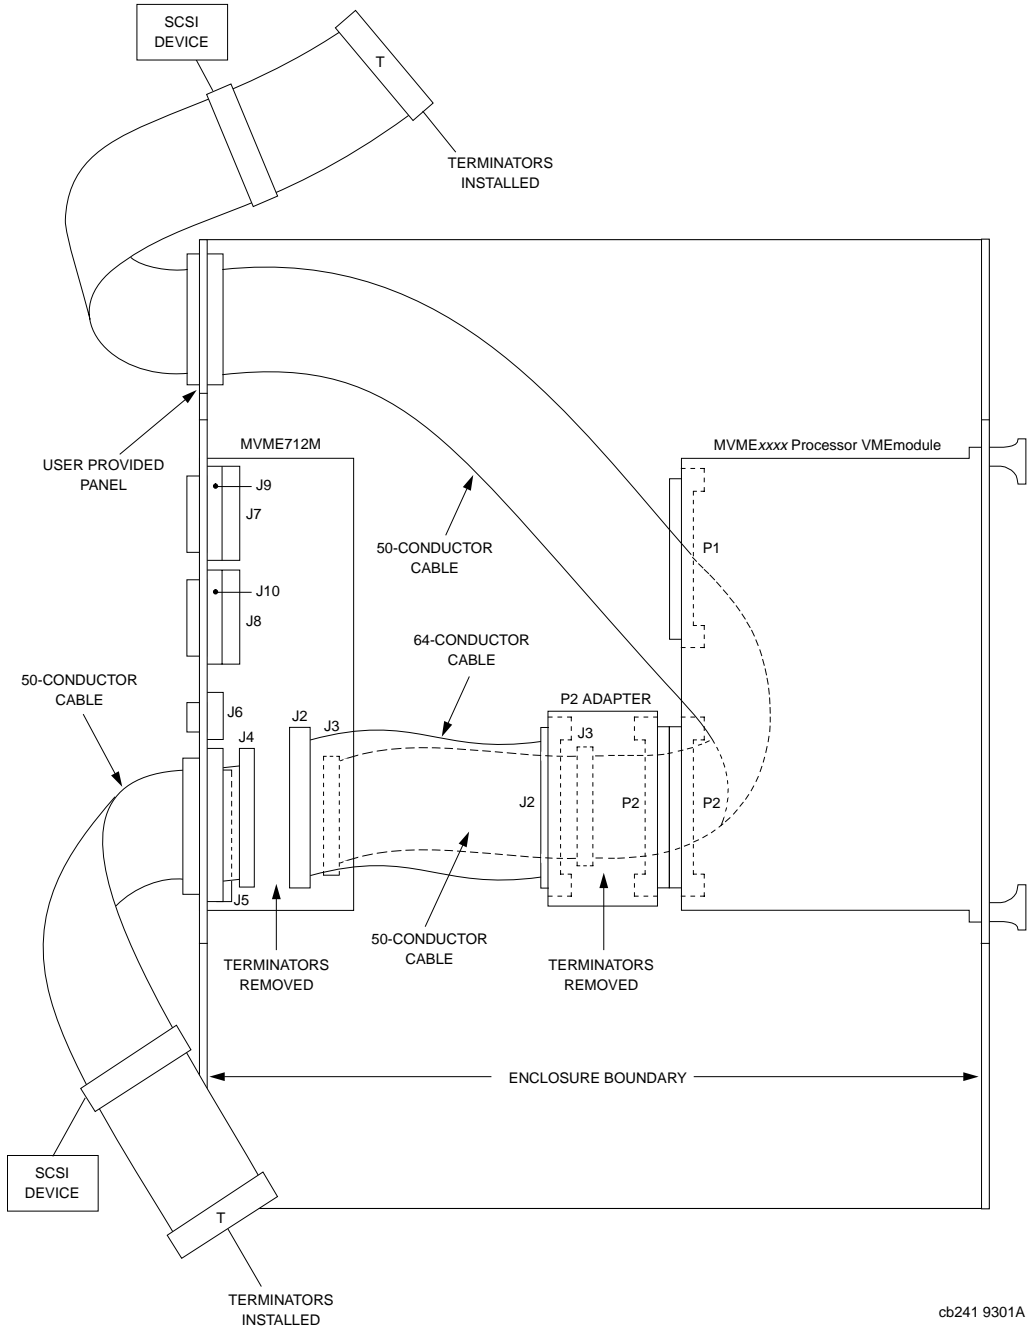 SCSI
DEVICE
T
TERMINATORS
INSTALLED
MVME712M
MVMExxxx Processor VMEmodule
USER PROVIDED
PANEL
J9
J7
50-CONDUCTOR
CABLE
P1
J10
J8
64-CONDUCTOR
CABLE
50-CONDUCTOR
CABLE
P2 ADAPTER
J6
J2
J3
J4
J3
J2
P2
P2
J5
50-CONDUCTOR
CABLE
TERMINATORS
REMOVED
TERMINATORS
REMOVED
ENCLOSURE BOUNDARY
SCSI
DEVICE
T
TERMINATORS
INSTALLED
cb241 9301A